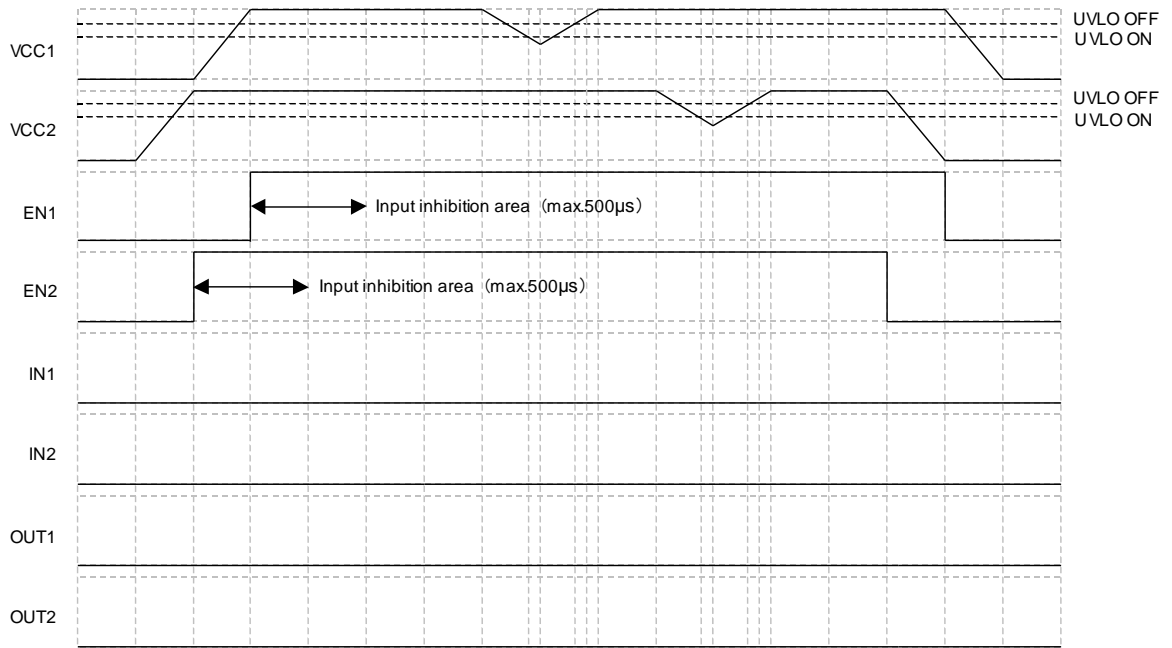 VCC1
UVLO OFF
UVLO ON
VCC2
UVLO OFF
UVLO ON
EN1
Input inhibition area（max.500µs）
EN2
Input inhibition area（max.500µs）
IN1
IN2
OUT1
OUT2